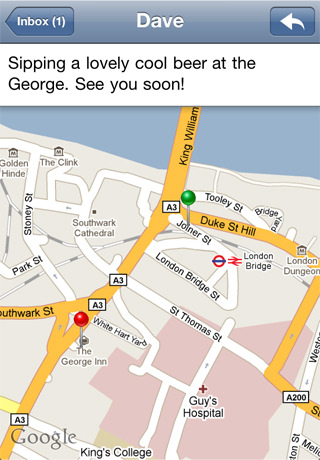 Inbox (1)
Dave
Sipping a lovely cool beer at the
George. See you soon!
King William
Golden
Hinde
The Clink
Stoney St
Southwark
Cathedral
A3
Tooley St
Duke St Hill
Joiner St
London
Bridge
London
Dungeon
Park St
London Bridge St
A3
outhwark St
A3
White Hart Yard
St Thomas St
The
George Inn
Guy's
Hospital
A200
A3
Google
King's College